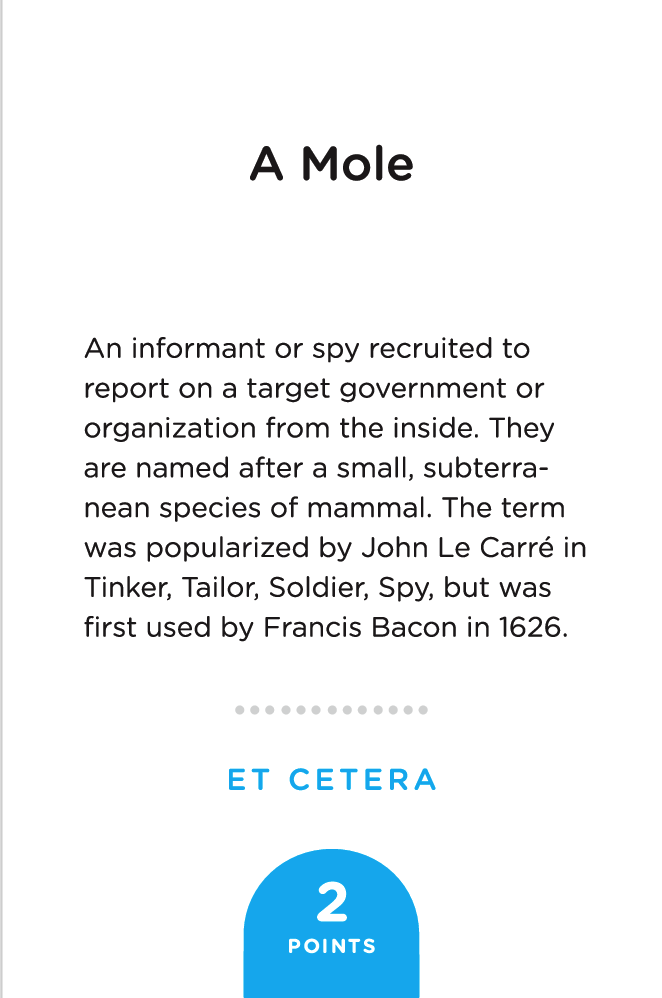 A Mole
An informant or spy recruited to
report on a target government or
organization from the inside. They
are named after a small, subterra-
nean species of mammal. The term
was popularized by John Le Carré in
Tinker, Tailor, Soldier, Spy, but was
first used by Francis Bacon in 1626.
ET CETERA
2
POINTS